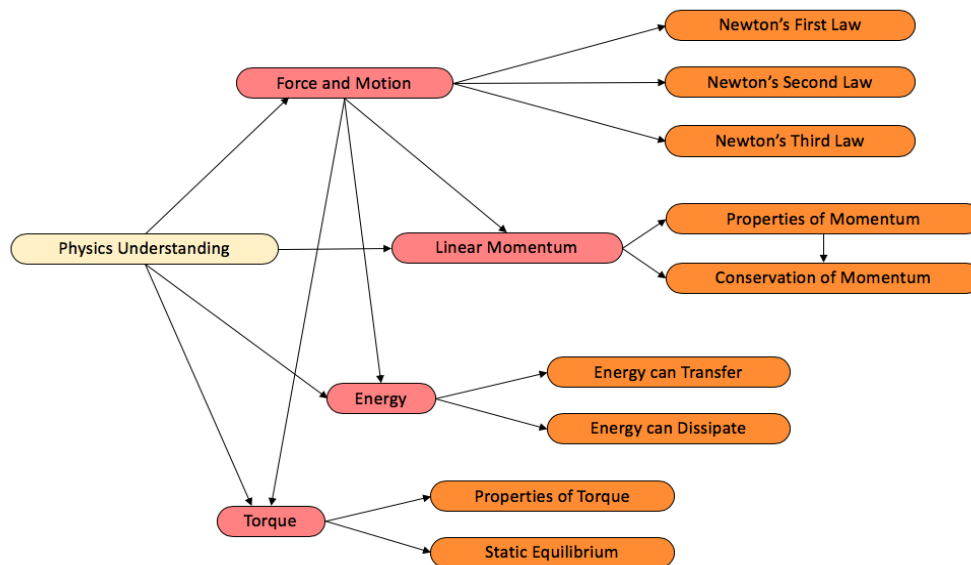 Newton’s First Law
Force and Motion
Newton’s Second Law
Newton’s Third Law
Properties of Momentum
Physics Understanding
Linear Momentum
Conservation of Momentum
Energy can Transfer
Energy
Energy can Dissipate
Properties of Torque
Torque
Static Equilibrium